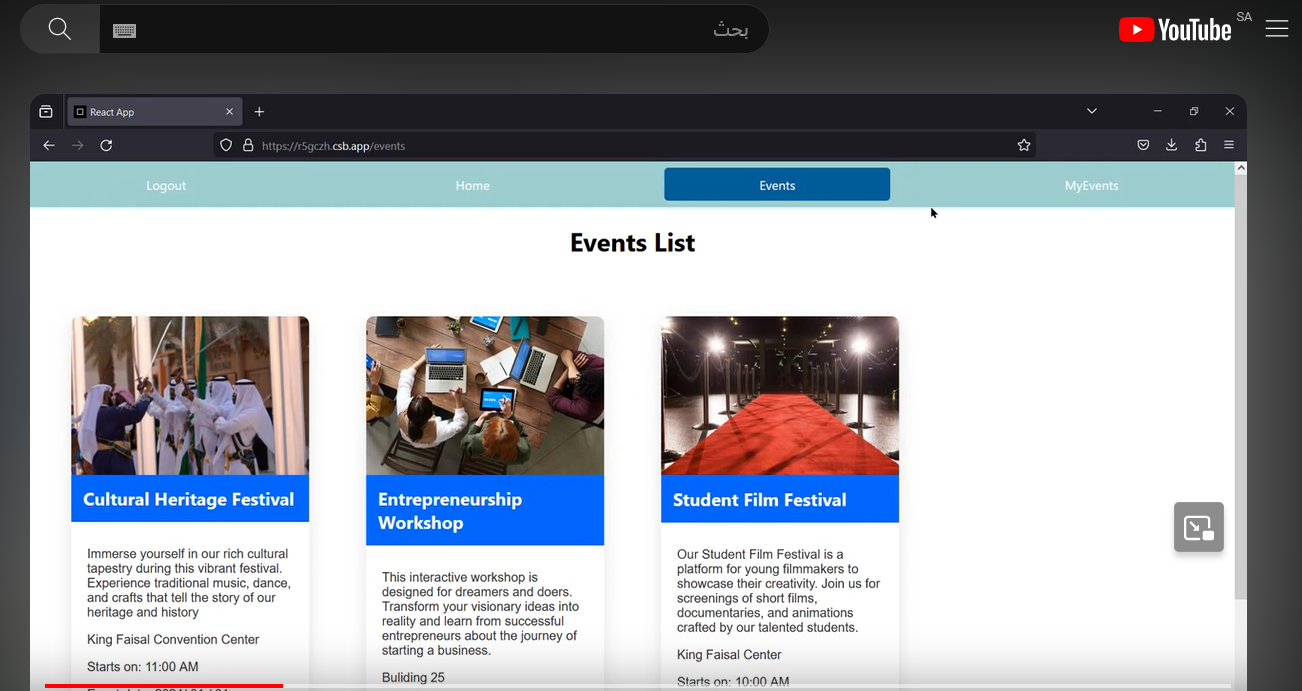 بحث
YouTube SA
React App
https://r5gczh.csb.app/events
Logout
Home
Events
MyEvents
Events List
Cultural Heritage Festival
Immerse yourself in our rich cultural
tapestry during this vibrant festival.
Experience traditional music, dance,
and crafts that tell the story of our
heritage and history
King Faisal Convention Center
Starts on: 11:00 AM
Entrepreneurship
Workshop
This interactive workshop is
designed for dreamers and doers.
Transform your visionary ideas into
reality and learn from successful
entrepreneurs about the journey of
starting a business.
Buliding 25
Student Film Festival
Our Student Film Festival is a
platform for young filmmakers to
showcase their creativity. Join us for
screenings of short films,
documentaries, and animations
crafted by our talented students.
King Faisal Center
Starts on: 10:00 AM